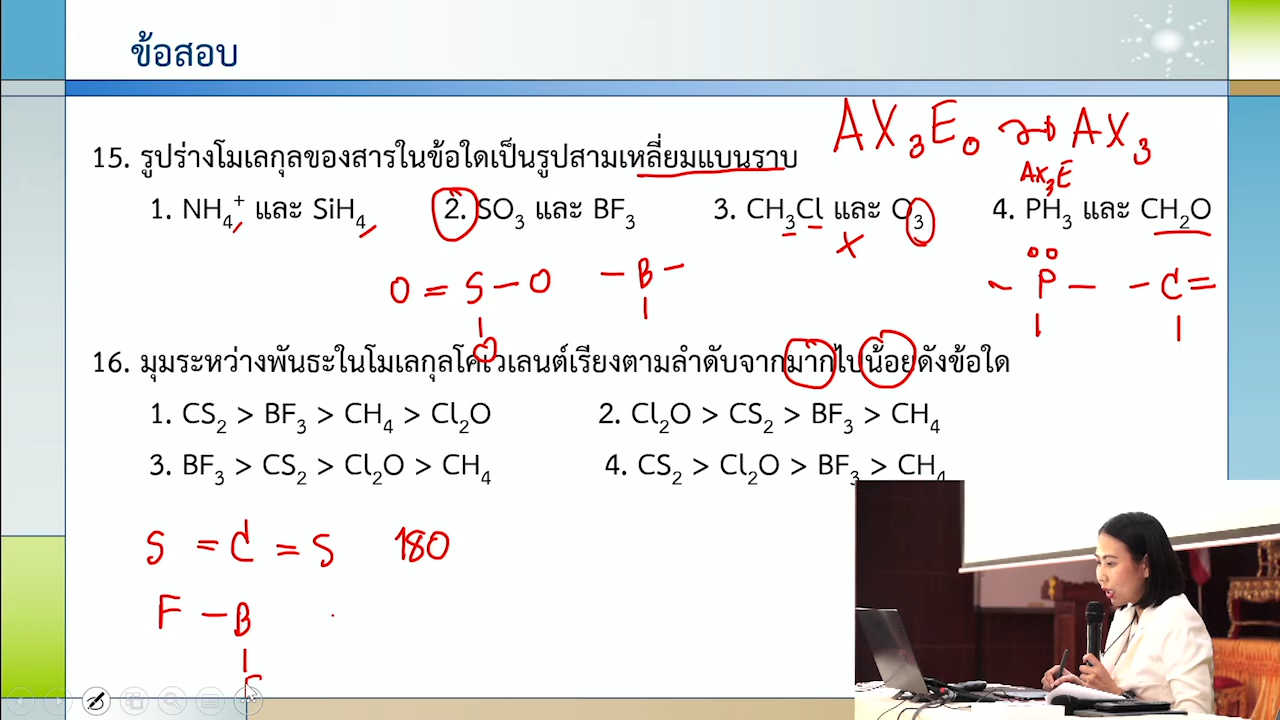 ข้อสอบ
AX₃E₀ AX₃
15. รูปร่างโมเลกุลของสารในข้อใดเป็นรูปสามเหลี่ยมแบนราบ
AX₃E
1. NH₄⁺ และ SiH₄ 2. SO₃ และ BF₃ 3. CH₃Cl และ O₃ 4. PH₃ และ CH₂O
X
O = S – O – B – – P – – C =
O
16. มุมระหว่างพันธะในโมเลกุลโคเวเลนต์เรียงตามลำดับจากมากไปน้อยดังข้อใด
1. CS₂ > BF₃ > CH₄ > Cl₂O 2. Cl₂O > CS₂ > BF₃ > CH₄
3. BF₃ > CS₂ > Cl₂O > CH₄ 4. CS₂ > Cl₂O > BF₃ > CH₄
S = C = S 180
F – B
F